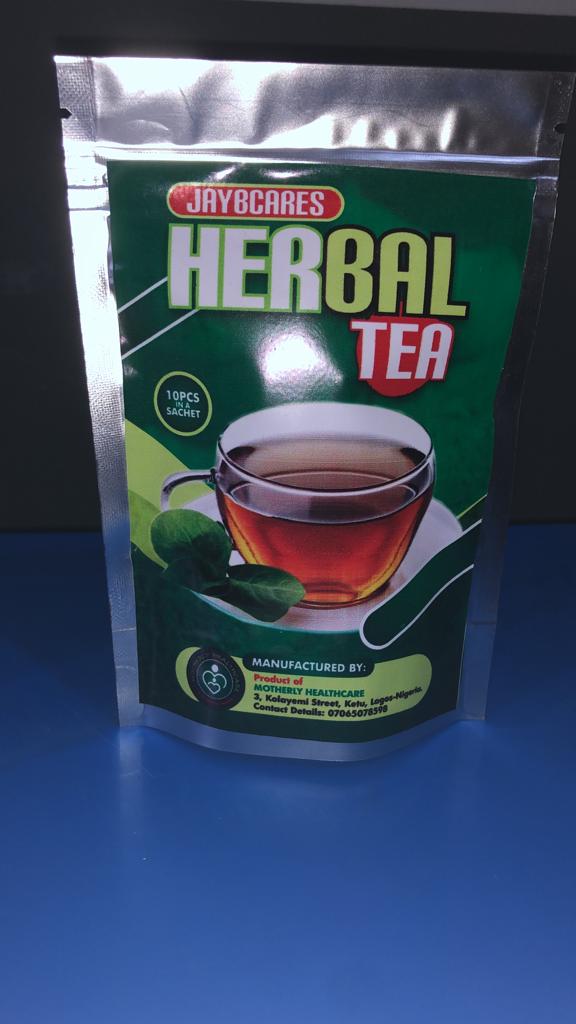 JAYBCARES
HERBAL
TEA
10PCS
IN A
SACHET
MANUFACTURED BY:
Product of
MOTHERLY HEALTHCARE
3, Kolayemi Street, Ketu, Lagos-Nigeria.
Contact Details: 07065078598